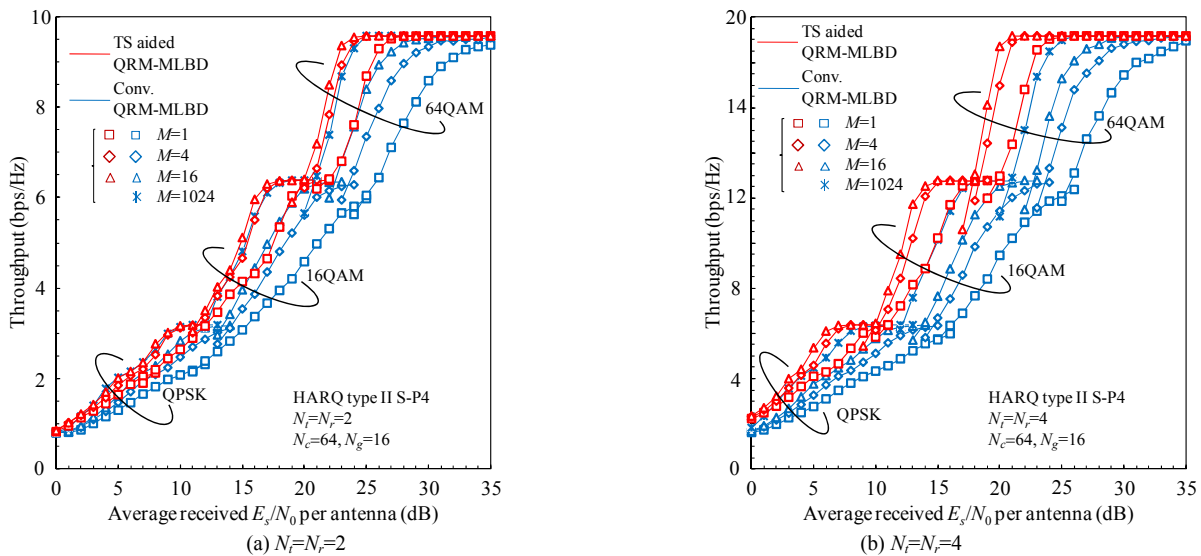 Throughput (bps/Hz)
10
8
6
4
2
0
TS aided
QRM-MLBD
Conv.
QRM-MLBD
M=1
M=4
M=16
M=1024
64QAM
16QAM
QPSK
HARQ type II S-P4
Nt=Nr=2
Nc=64, Ng=16
0 5 10 15 20 25 30 35
Average received Es/N0 per antenna (dB)
(a) Nt=Nr=2
Throughput (bps/Hz)
20
16
12
8
4
0
TS aided
QRM-MLBD
Conv.
QRM-MLBD
M=1
M=4
M=16
M=1024
64QAM
16QAM
QPSK
HARQ type II S-P4
Nt=Nr=4
Nc=64, Ng=16
0 5 10 15 20 25 30 35
Average received Es/N0 per antenna (dB)
(b) Nt=Nr=4